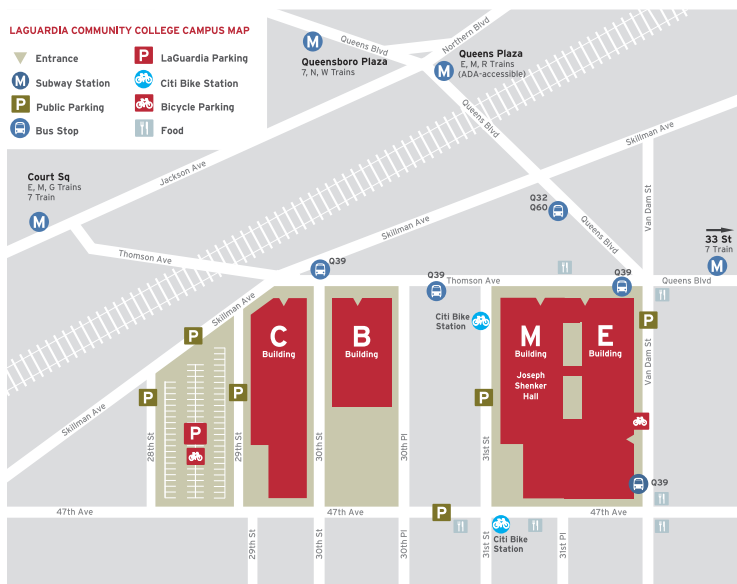 LAGUARDIA COMMUNITY COLLEGE CAMPUS MAP
Entrance
P LaGuardia Parking
M Subway Station
Citi Bike Station
P Public Parking
Bicycle Parking
Bus Stop
Food
M
Queensboro Plaza
7, N, W Trains
Queens Blvd
Northern Blvd
M
Queens Plaza
E, M, R Trains
(ADA-accessible)
Queens Blvd
Skillman Ave
Jackson Ave
Court Sq
E, M, G Trains
7 Train
M
Van Dam St
Q32
Q60
Queens Blvd
Skillman Ave
33 St
7 Train
M
Thomson Ave
Q39
Q39
Thomson Ave
Q39
Queens Blvd
Skillman Ave
P
C
Building
B
Building
Citi Bike
Station
M
Building
E
Building
Joseph
Shenker
Hall
P
Van Dam St
P
P
P
Skillman Ave
P
28th St
29th St
30th St
30th Pl
31st St
Q39
47th Ave
47th Ave
P
47th Ave
29th St
30th St
30th Pl
31st St
Citi Bike
Station
31st Pl